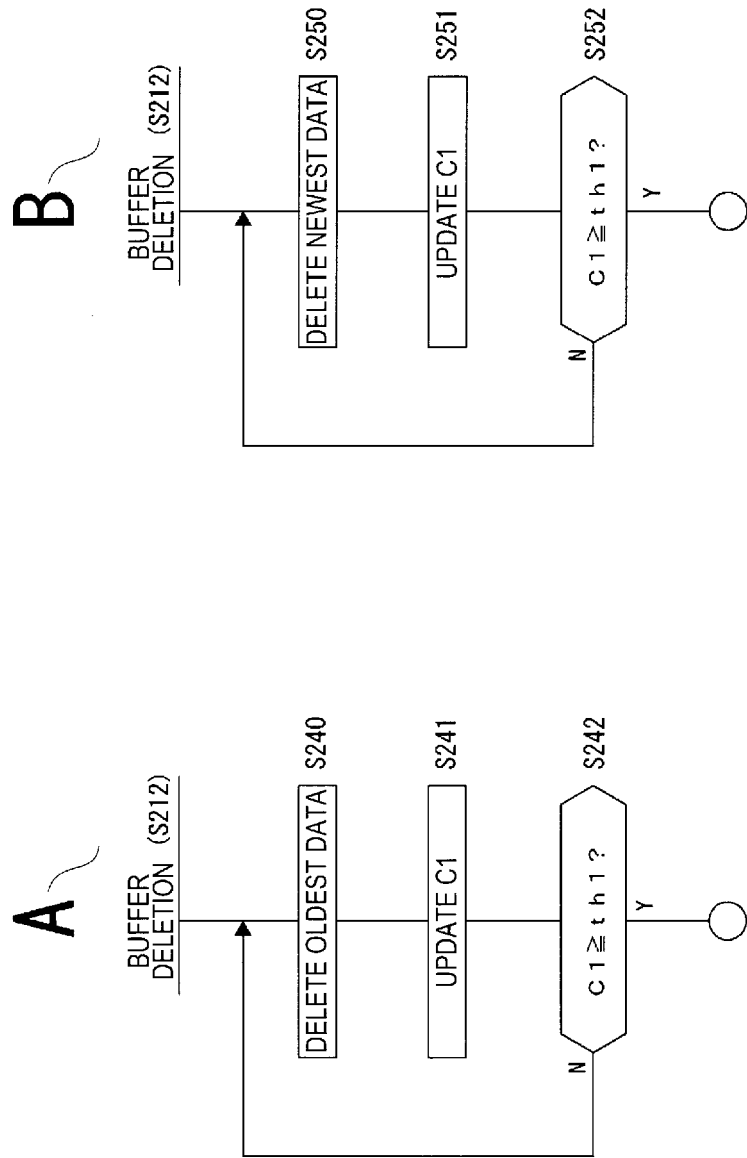 A
BUFFER
DELETION (S212)
DELETE OLDEST DATA S240
UPDATE C1 S241
C1≧th1? S242
N
Y
B
BUFFER
DELETION (S212)
DELETE NEWEST DATA S250
UPDATE C1 S251
C1≧th1? S252
N
Y